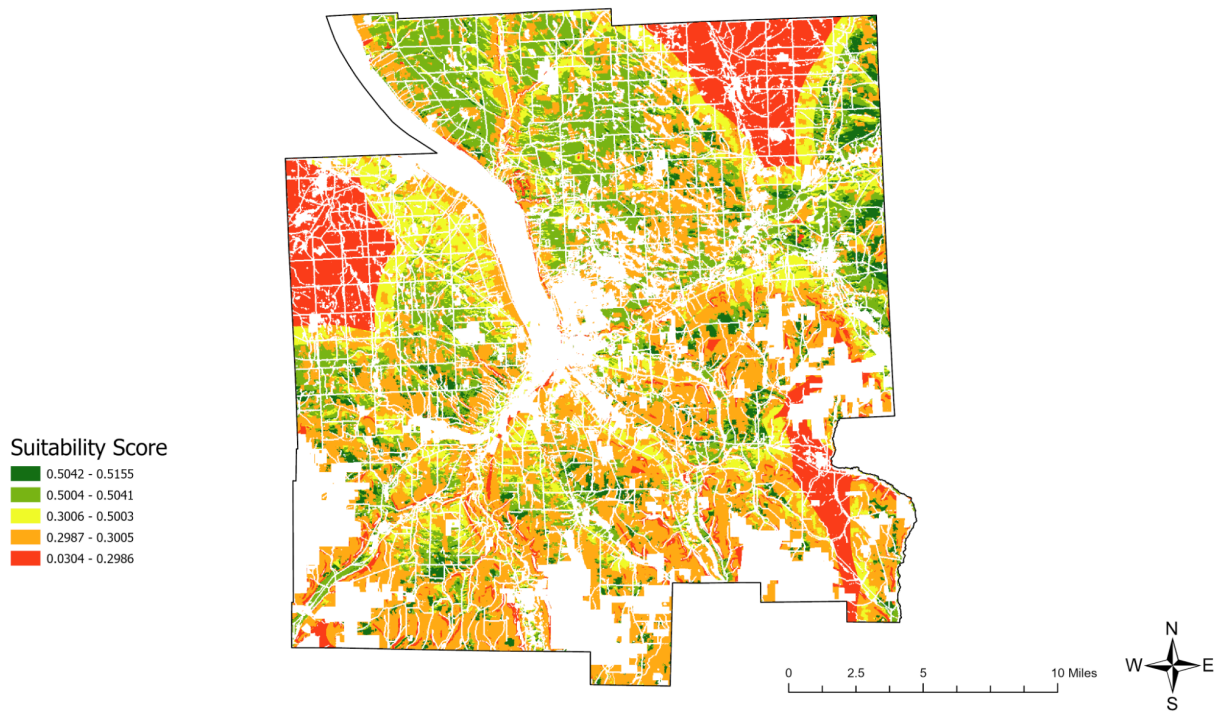 Suitability Score
0.5042 - 0.5155
0.5004 - 0.5041
0.3006 - 0.5003
0.2987 - 0.3005
0.0304 - 0.2986
0 2.5 5 10 Miles
N
W E
S